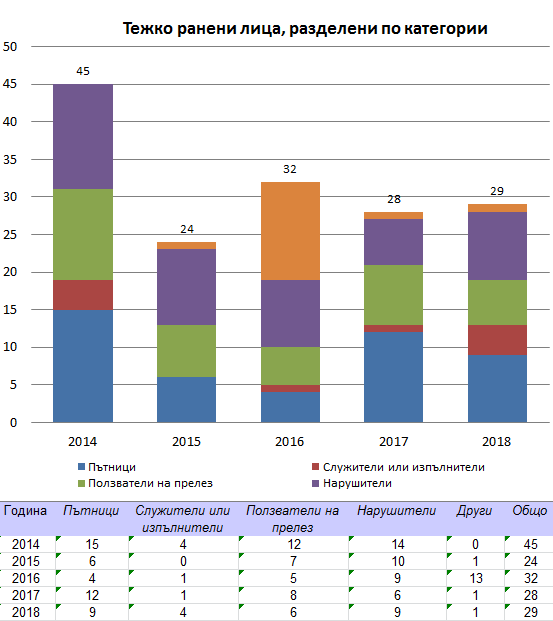 Тежко ранени лица, разделени по категории
50
45
40
35
30
25
20
15
10
5
0
45
24
32
28
29
2014 2015 2016 2017 2018
Пътници Служители или изпълнители
Ползватели на прелез Нарушители
Година Пътници Служители или изпълнители Ползватели на прелез Нарушители Други Общо
2014 15 4 12 14 0 45
2015 6 0 7 10 1 24
2016 4 1 5 9 13 32
2017 12 1 8 6 1 28
2018 9 4 6 9 1 29